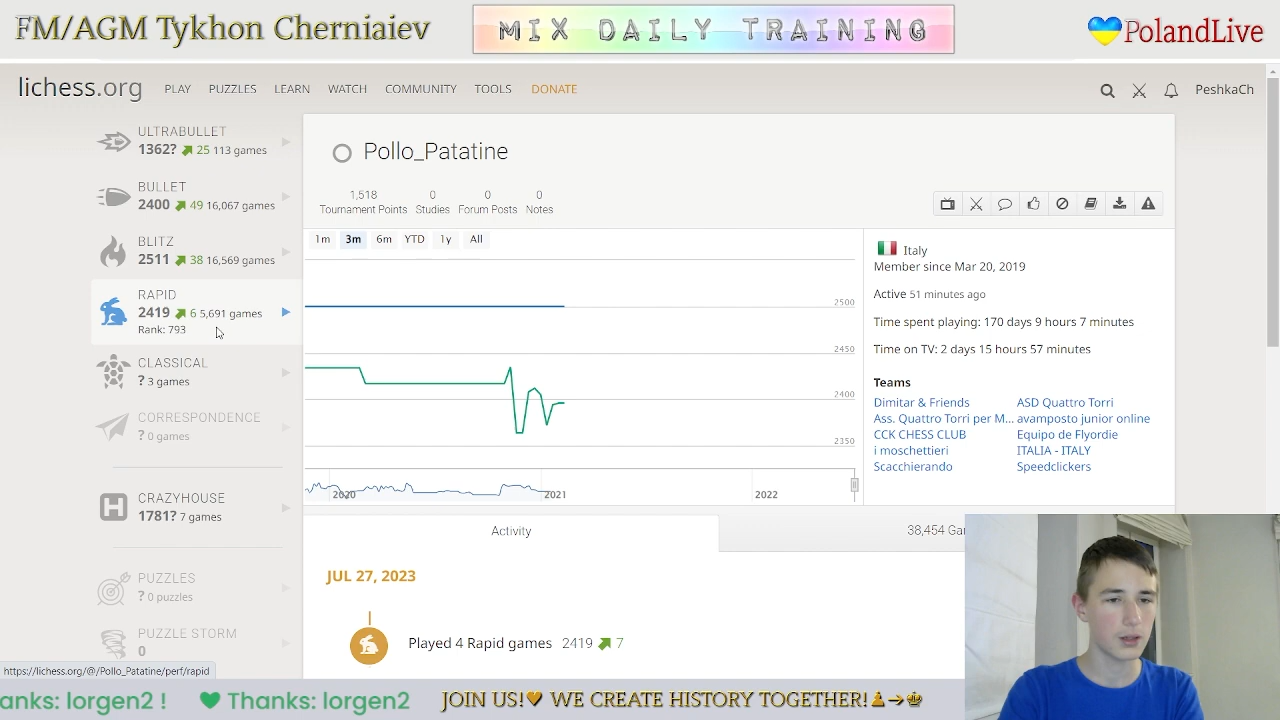 FM/AGM Tykhon Cherniaiev
MIX DAILY TRAINING
PolandLive
lichess.org
PLAY PUZZLES LEARN WATCH COMMUNITY TOOLS DONATE
PeshkaCh
ULTRABULLET
1362? 25 113 games
BULLET
2400 49 16,067 games
BLITZ
2511 38 16,569 games
RAPID
2419 6 5,691 games
Rank: 793
CLASSICAL
? 3 games
CORRESPONDENCE
? 0 games
CRAZYHOUSE
1781? 7 games
PUZZLES
? 0 puzzles
PUZZLE STORM
0
https://lichess.org/@/Pollo_Patatine/perf/rapid
Pollo_Patatine
1,518 0 0 0
Tournament Points Studies Forum Posts Notes
1m 3m 6m YTD 1y All
2500
2450
2400
2350
2020 2021 2022
Italy
Member since Mar 20, 2019
Active 51 minutes ago
Time spent playing: 170 days 9 hours 7 minutes
Time on TV: 2 days 15 hours 57 minutes
Teams
Dimitar & Friends ASD Quattro Torri
Ass. Quattro Torri per M... avamposto junior online
CCK CHESS CLUB Equipo de Flyordie
i moschettieri ITALIA - ITALY
Scacchierando Speedclickers
Activity 38,454 Ga
JUL 27, 2023
Played 4 Rapid games 2419 7
anks: lorgen2 ! Thanks: lorgen2 JOIN US!♥ WE CREATE HISTORY TOGETHER!♟→♚